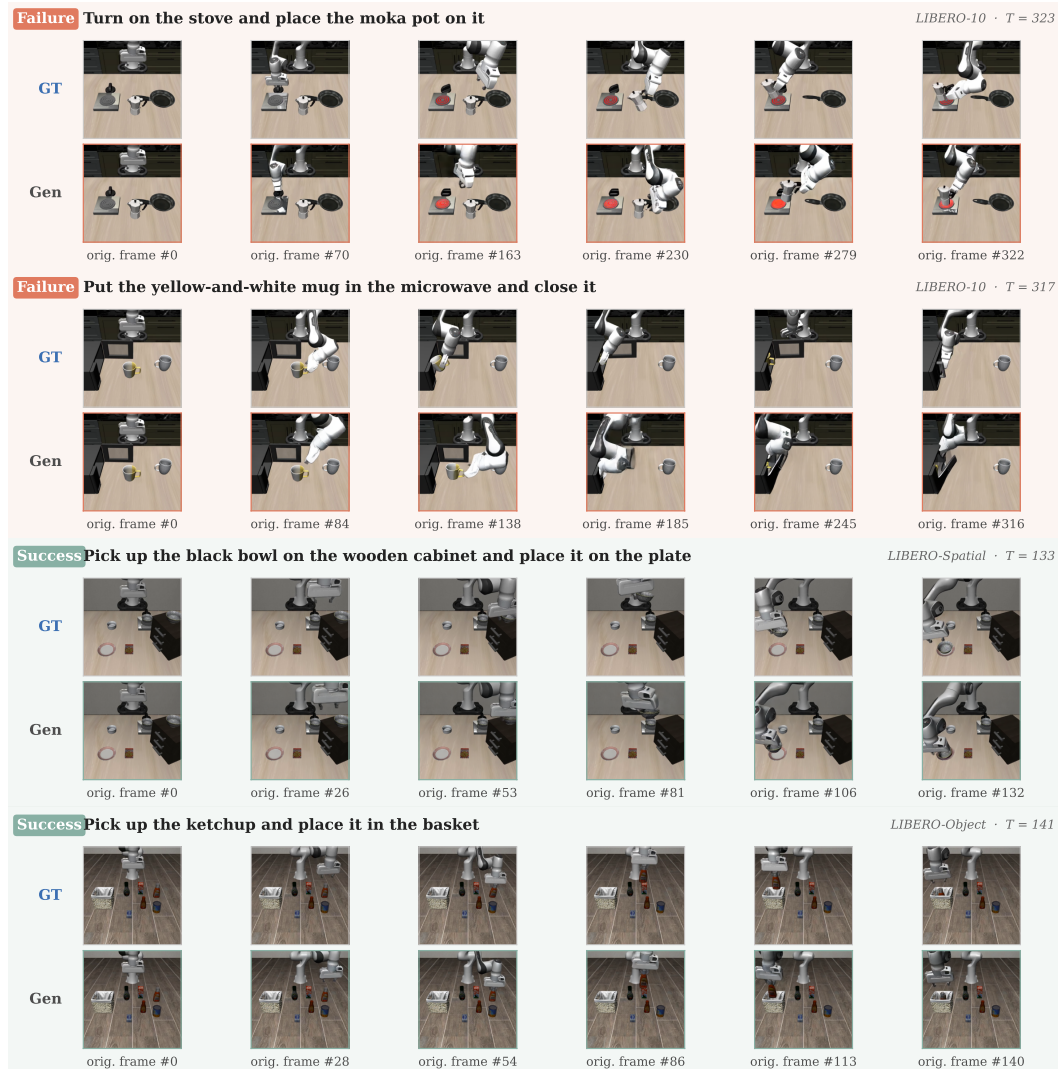 Failure Turn on the stove and place the moka pot on it LIBERO-10 · T = 323
GT
Gen
orig. frame #0 orig. frame #70 orig. frame #163 orig. frame #230 orig. frame #279 orig. frame #322
Failure Put the yellow-and-white mug in the microwave and close it LIBERO-10 · T = 317
GT
Gen
orig. frame #0 orig. frame #84 orig. frame #138 orig. frame #185 orig. frame #245 orig. frame #316
Success Pick up the black bowl on the wooden cabinet and place it on the plate LIBERO-Spatial · T = 133
GT
Gen
orig. frame #0 orig. frame #26 orig. frame #53 orig. frame #81 orig. frame #106 orig. frame #132
Success Pick up the ketchup and place it in the basket LIBERO-Object · T = 141
GT
Gen
orig. frame #0 orig. frame #28 orig. frame #54 orig. frame #86 orig. frame #113 orig. frame #140